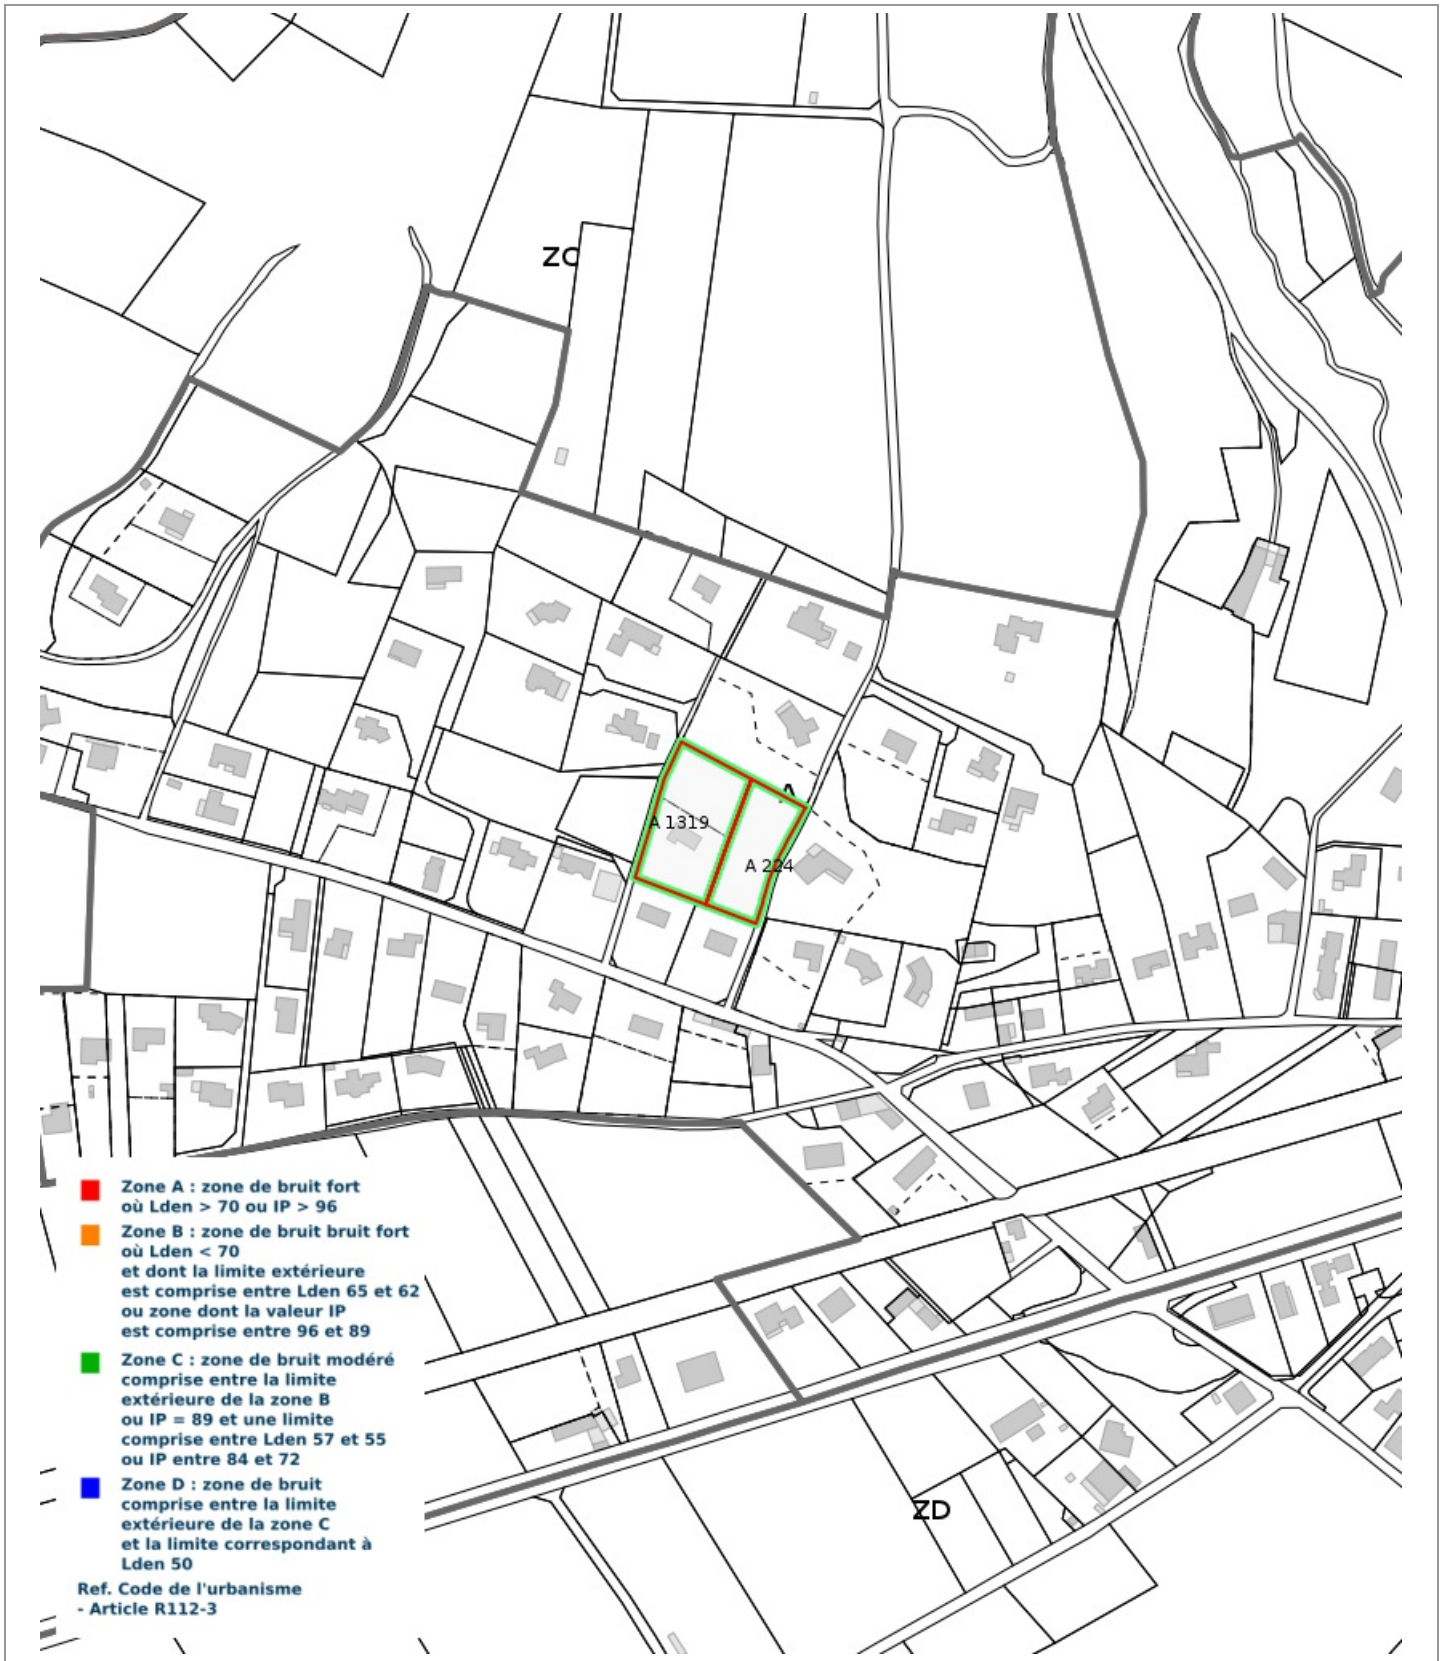 ZC
A
A 1319
A 224
Zone A : zone de bruit fort
où Lden > 70 ou IP > 96
Zone B : zone de bruit bruit fort
où Lden < 70
et dont la limite extérieure
est comprise entre Lden 65 et 62
ou zone dont la valeur IP
est comprise entre 96 et 89
Zone C : zone de bruit modéré
comprise entre la limite
extérieure de la zone B
ou IP = 89 et une limite
comprise entre Lden 57 et 55
ou IP entre 84 et 72
Zone D : zone de bruit
comprise entre la limite
extérieure de la zone C
et la limite correspondant à
Lden 50
ZD
Ref. Code de l'urbanisme
- Article R112-3